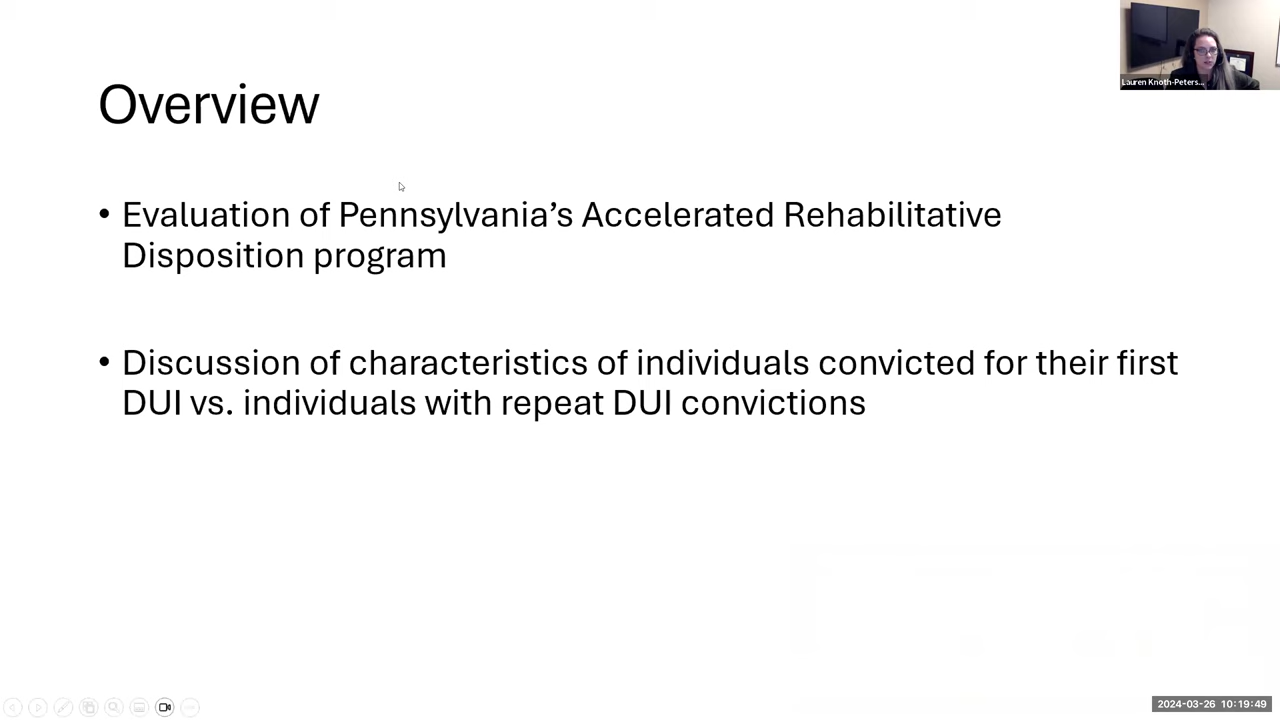 Lauren Knoth-Peters...
Overview
• Evaluation of Pennsylvania’s Accelerated Rehabilitative
Disposition program
• Discussion of characteristics of individuals convicted for their first
DUI vs. individuals with repeat DUI convictions
2024-03-26 10:19:49